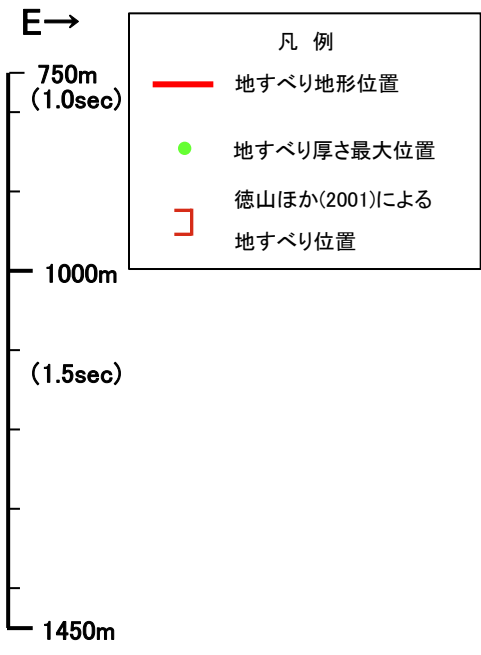 E→
凡 例
750m
(1.0sec)
地すべり地形位置
地すべり厚さ最大位置
徳山ほか(2001)による
地すべり位置
1000m
(1.5sec)
1450m